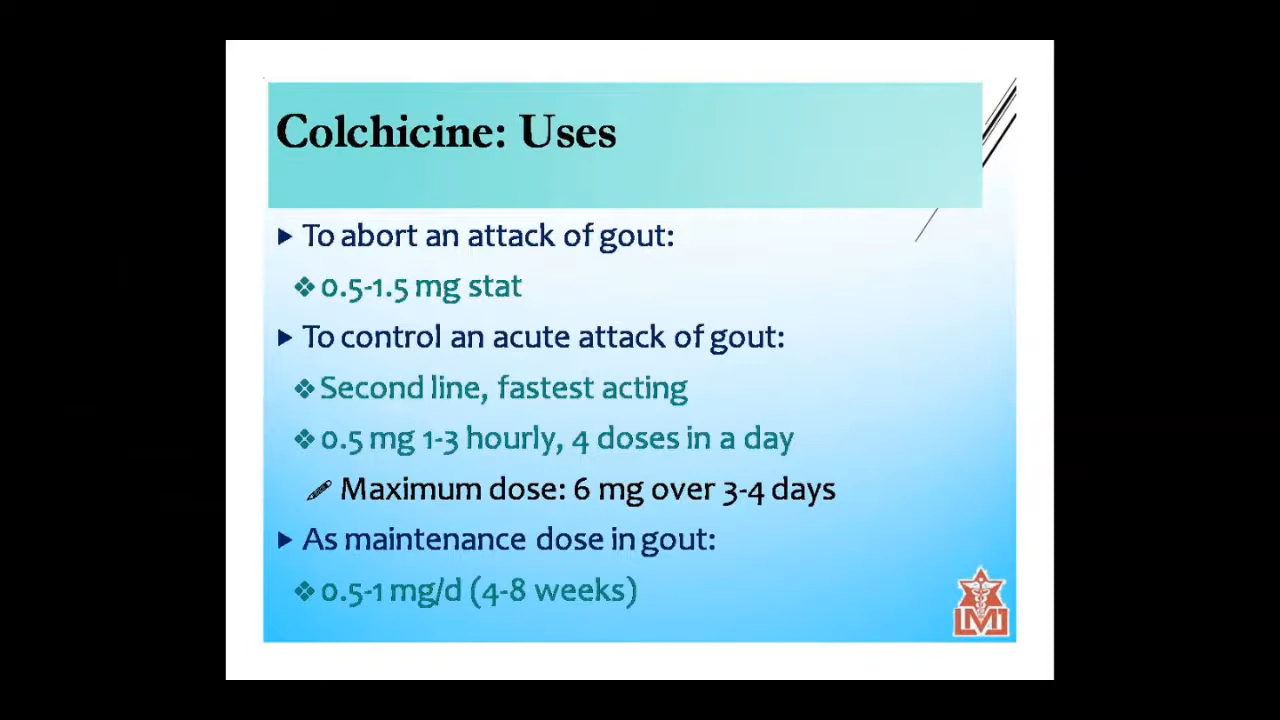 Colchicine: Uses
To abort an attack of gout:
0.5-1.5 mg stat
To control an acute attack of gout:
Second line, fastest acting
0.5 mg 1-3 hourly, 4 doses in a day
Maximum dose: 6 mg over 3-4 days
As maintenance dose in gout:
0.5-1 mg/d (4-8 weeks)